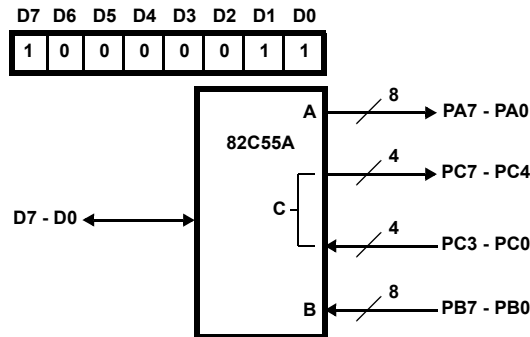 D7 D6 D5 D4 D3 D2 D1 D0
1 0 0 0 0 0 1 1
8
A PA7 - PA0
82C55A
4
PC7 - PC4
C
D7 - D0
4
PC3 - PC0
8
B PB7 - PB0